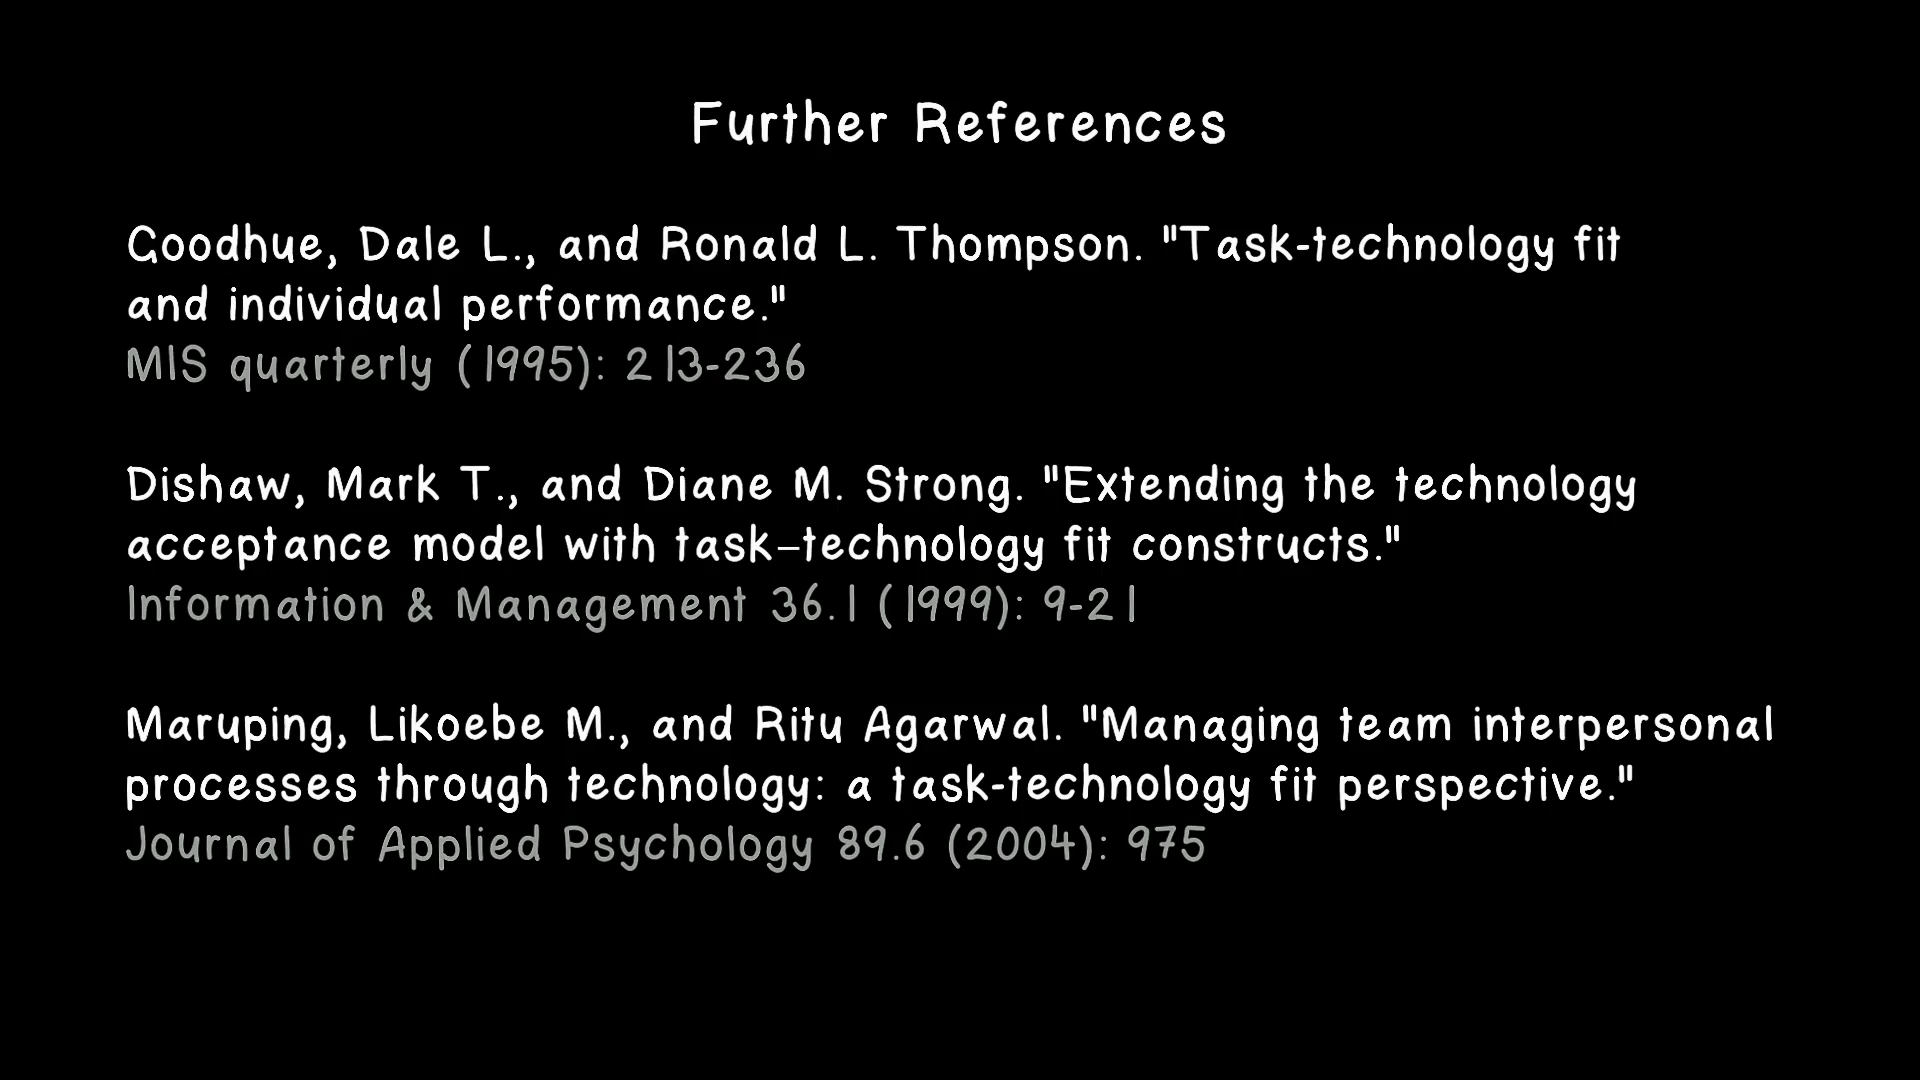 Further References
Goodhue, Dale L., and Ronald L. Thompson. "Task-technology fit
and individual performance."
MIS quarterly (1995): 213-236
Dishaw, Mark T., and Diane M. Strong. "Extending the technology
acceptance model with task–technology fit constructs."
Information & Management 36.1 (1999): 9-21
Maruping, Likoebe M., and Ritu Agarwal. "Managing team interpersonal
processes through technology: a task-technology fit perspective."
Journal of Applied Psychology 89.6 (2004): 975